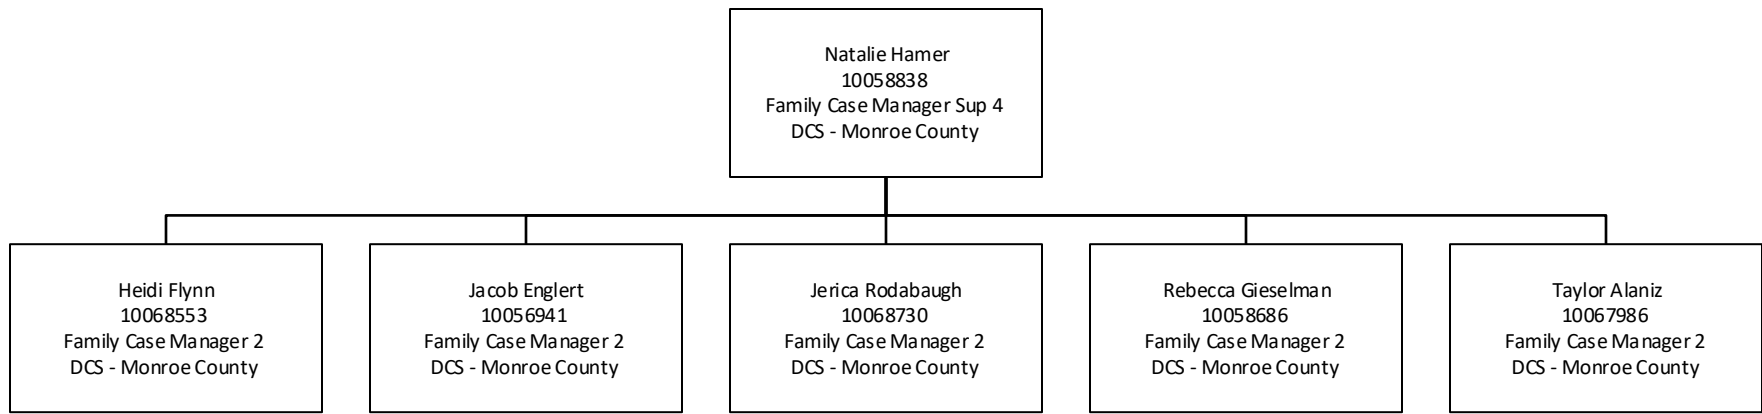 Natalie Hamer
10058838
Family Case Manager Sup 4
DCS - Monroe County
Heidi Flynn
10068553
Family Case Manager 2
DCS - Monroe County
Jacob Englert
10056941
Family Case Manager 2
DCS - Monroe County
Jerica Rodabaugh
10068730
Family Case Manager 2
DCS - Monroe County
Rebecca Gieselman
10058686
Family Case Manager 2
DCS - Monroe County
Taylor Alaniz
10067986
Family Case Manager 2
DCS - Monroe County